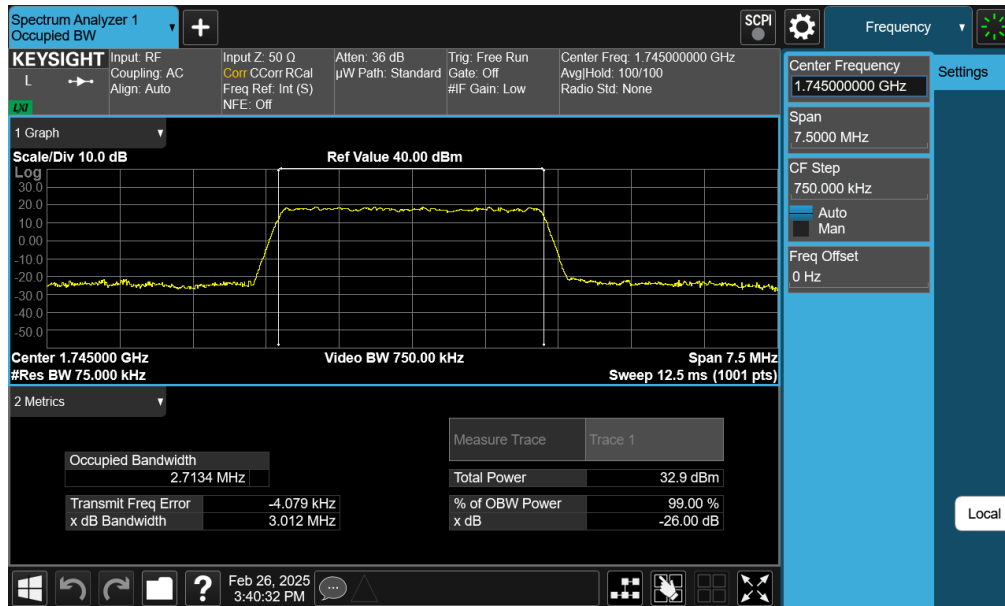 Spectrum Analyzer 1
Occupied BW
SCPI
Frequency
KEYSIGHT
L
LXI
Input: RF
Coupling: AC
Align: Auto
Input Z: 50 Ω
Corr CCorr RCal
Freq Ref: Int (S)
NFE: Off
Atten: 36 dB
µW Path: Standard
Trig: Free Run
Gate: Off
#IF Gain: Low
Center Freq: 1.745000000 GHz
Avg|Hold: 100/100
Radio Std: None
Center Frequency
1.745000000 GHz
Settings
Span
7.5000 MHz
CF Step
750.000 kHz
Auto
Man
Freq Offset
0 Hz
Local
1 Graph
Scale/Div 10.0 dB
Ref Value 40.00 dBm
Log
30.0
20.0
10.0
0.00
-10.0
-20.0
-30.0
-40.0
-50.0
Center 1.745000 GHz
Video BW 750.00 kHz
Span 7.5 MHz
#Res BW 75.000 kHz
Sweep 12.5 ms (1001 pts)
2 Metrics
Measure Trace
Trace 1
Occupied Bandwidth
2.7134 MHz
Total Power
32.9 dBm
Transmit Freq Error
-4.079 kHz
% of OBW Power
99.00 %
x dB Bandwidth
3.012 MHz
x dB
-26.00 dB
?
Feb 26, 2025
3:40:32 PM